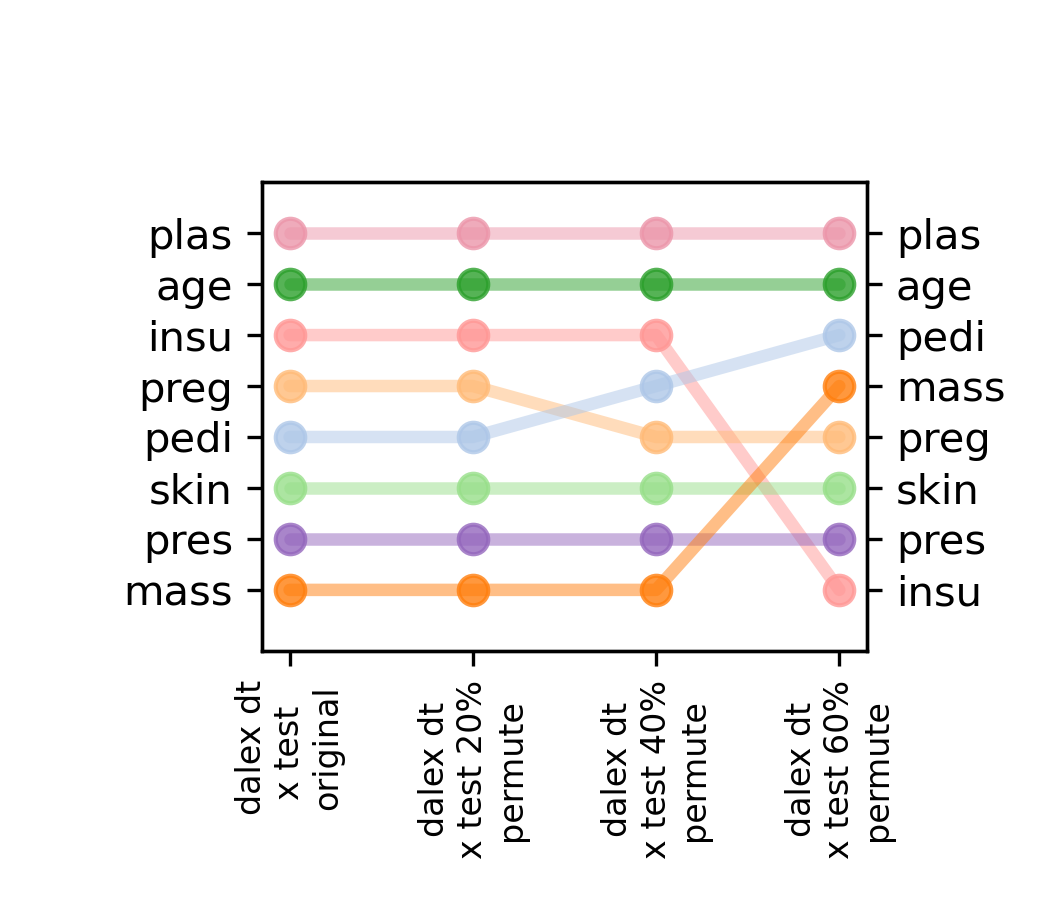 plas
age
insu
preg
pedi
skin
pres
mass
plas
age
pedi
mass
preg
skin
pres
insu
dalex dt
x test
original
dalex dt
x test 20%
permute
dalex dt
x test 40%
permute
dalex dt
x test 60%
permute